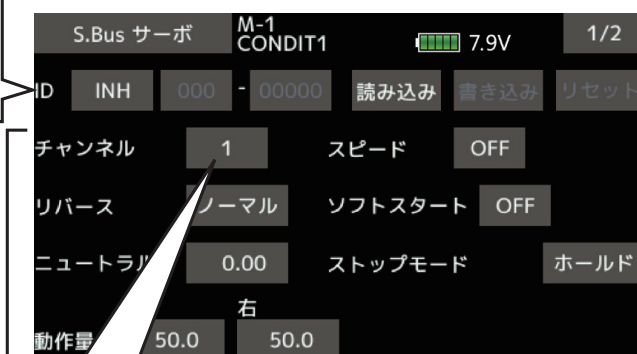 S.Bus サーボ M-1 CONDIT1 7.9V 1/2
ID INH 000 - 00000 読み込み 書き込み リセット
チャンネル 1 スピード OFF
リバース ノーマル ソフトスタート OFF
ニュートラル 0.00 ストップモード ホールド
右
動作量 50.0 50.0